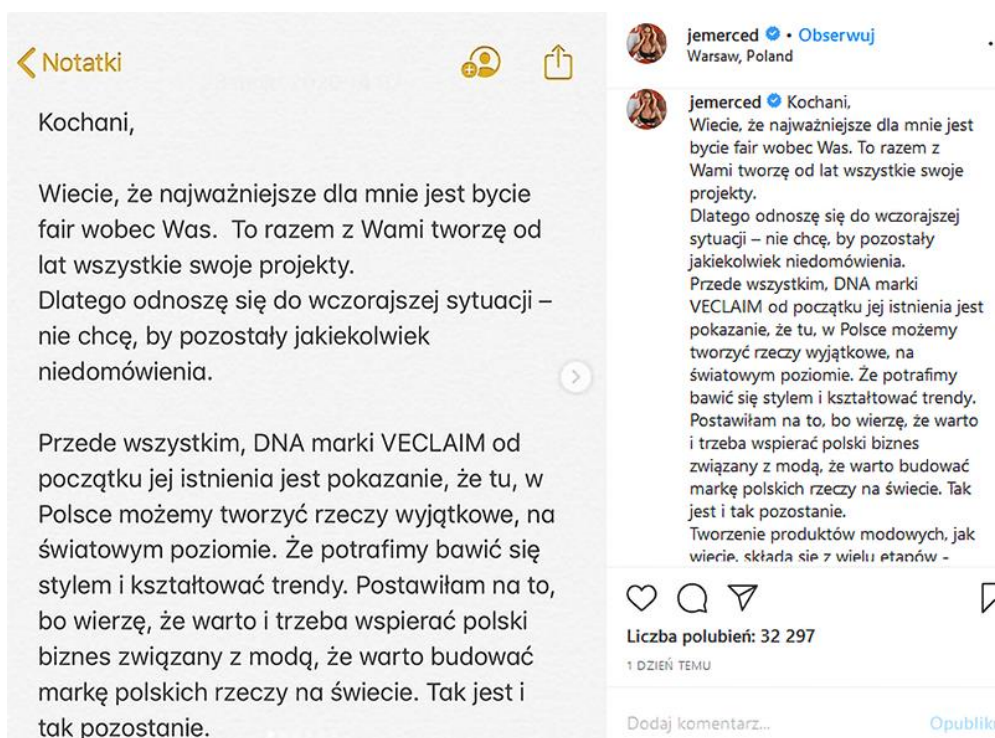 Notatki
Kochani,
Wiecie, że najważniejsze dla mnie jest bycie
fair wobec Was. To razem z Wami tworzę od
lat wszystkie swoje projekty.
Dlatego odnoszę się do wczorajszej sytuacji –
nie chcę, by pozostały jakiekolwiek
niedomówienia.
Przede wszystkim, DNA marki VECLAIM od
początku jej istnienia jest pokazanie, że tu, w
Polsce możemy tworzyć rzeczy wyjątkowe, na
światowym poziomie. Że potrafimy bawić się
stylem i kształtować trendy. Postawiłam na to,
bo wierzę, że warto i trzeba wspierać polski
biznes związany z modą, że warto budować
markę polskich rzeczy na świecie. Tak jest i
tak pozostanie.
jemerced • Obserwuj
Warsaw, Poland
jemerced Kochani,
Wiecie, że najważniejsze dla mnie jest
bycie fair wobec Was. To razem z
Wami tworzę od lat wszystkie swoje
projekty.
Dlatego odnoszę się do wczorajszej
sytuacji – nie chcę, by pozostały
jakiekolwiek niedomówienia.
Przede wszystkim, DNA marki
VECLAIM od początku jej istnienia jest
pokazanie, że tu, w Polsce możemy
tworzyć rzeczy wyjątkowe, na
światowym poziomie. Że potrafimy
bawić się stylem i kształtować trendy.
Postawiłam na to, bo wierzę, że warto
i trzeba wspierać polski biznes
związany z modą, że warto budować
markę polskich rzeczy na świecie. Tak
jest i tak pozostanie.
Tworzenie produktów modowych, jak
wiecie, składa się z wielu etapów -
Liczba polubień: 32 297
1 DZIEŃ TEMU
Dodaj komentarz...